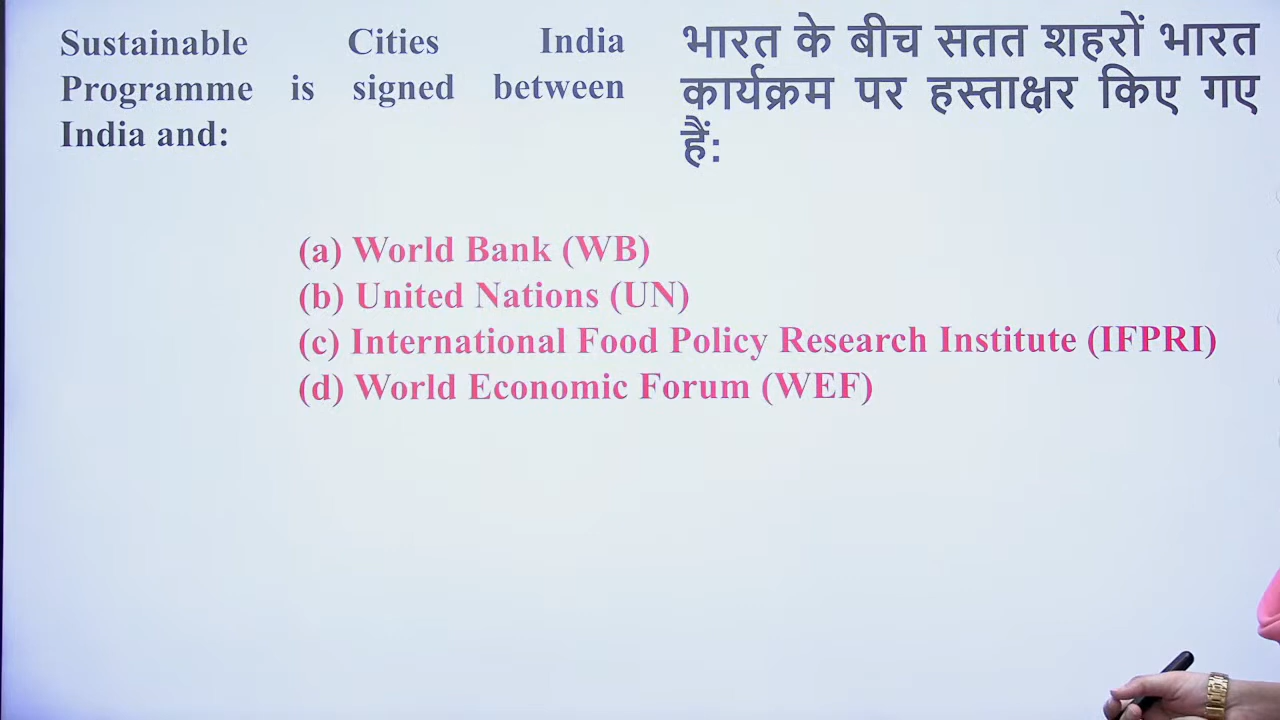 Sustainable Cities India
Programme is signed between
India and:
भारत के बीच सतत शहरों भारत
कार्यक्रम पर हस्ताक्षर किए गए
हैं:
(a) World Bank (WB)
(b) United Nations (UN)
(c) International Food Policy Research Institute (IFPRI)
(d) World Economic Forum (WEF)